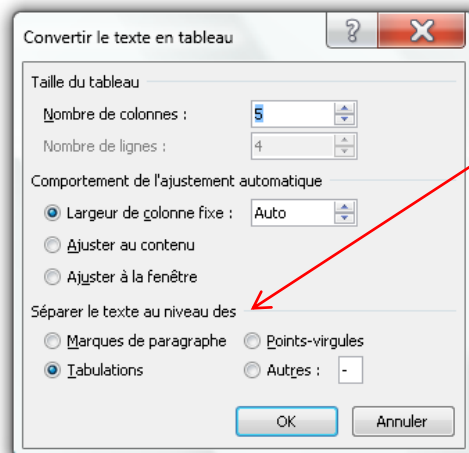 Convertir le texte en tableau
Taille du tableau
Nombre de colonnes : 5
Nombre de lignes : 4
Comportement de l'ajustement automatique
Largeur de colonne fixe : Auto
Ajuster au contenu
Ajuster à la fenêtre
Séparer le texte au niveau des
Marques de paragraphe Points-virgules
Tabulations Autres : -
OK Annuler